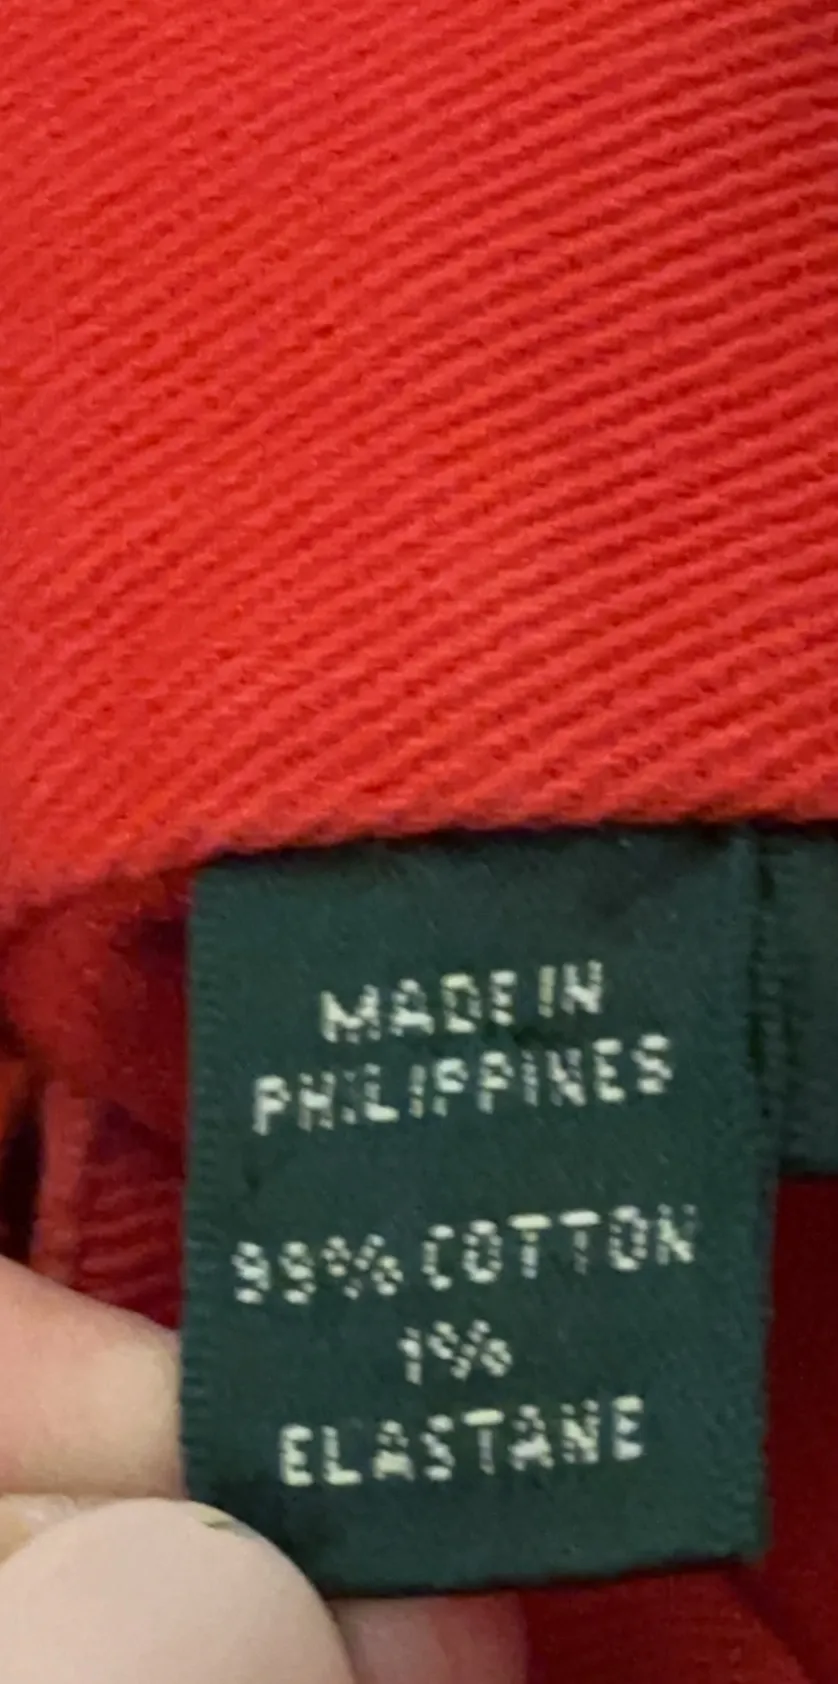 MADE IN
PHILIPPINES
99% COTTON
1%
ELASTANE